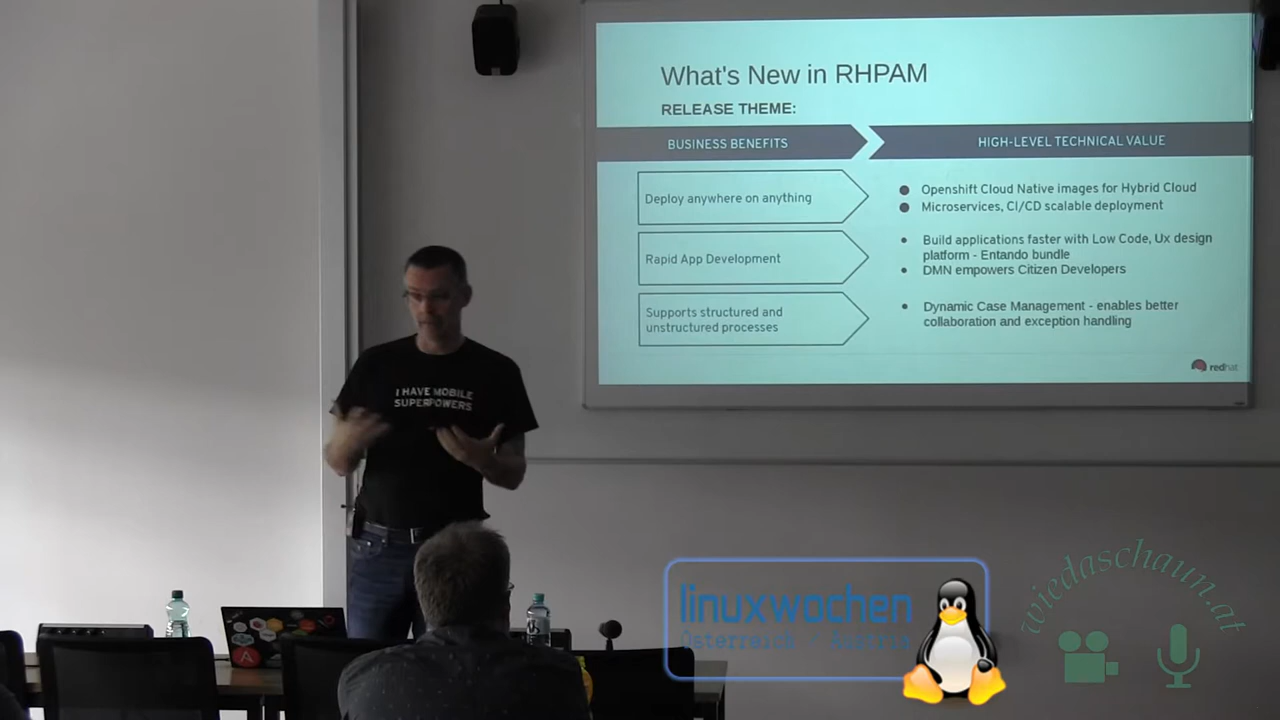 What's New in RHPAM
RELEASE THEME:
BUSINESS BENEFITS
HIGH-LEVEL TECHNICAL VALUE
Deploy anywhere on anything
Openshift Cloud Native images for Hybrid Cloud
Microservices, CI/CD scalable deployment
Rapid App Development
Build applications faster with Low Code, Ux design
platform - Entando bundle
DMN empowers Citizen Developers
Supports structured and
unstructured processes
Dynamic Case Management - enables better
collaboration and exception handling
redhat
I HAVE MOBILE
SUPERPOWERS
linuxwochen
Österreich / Austria
wiedaschaun.at